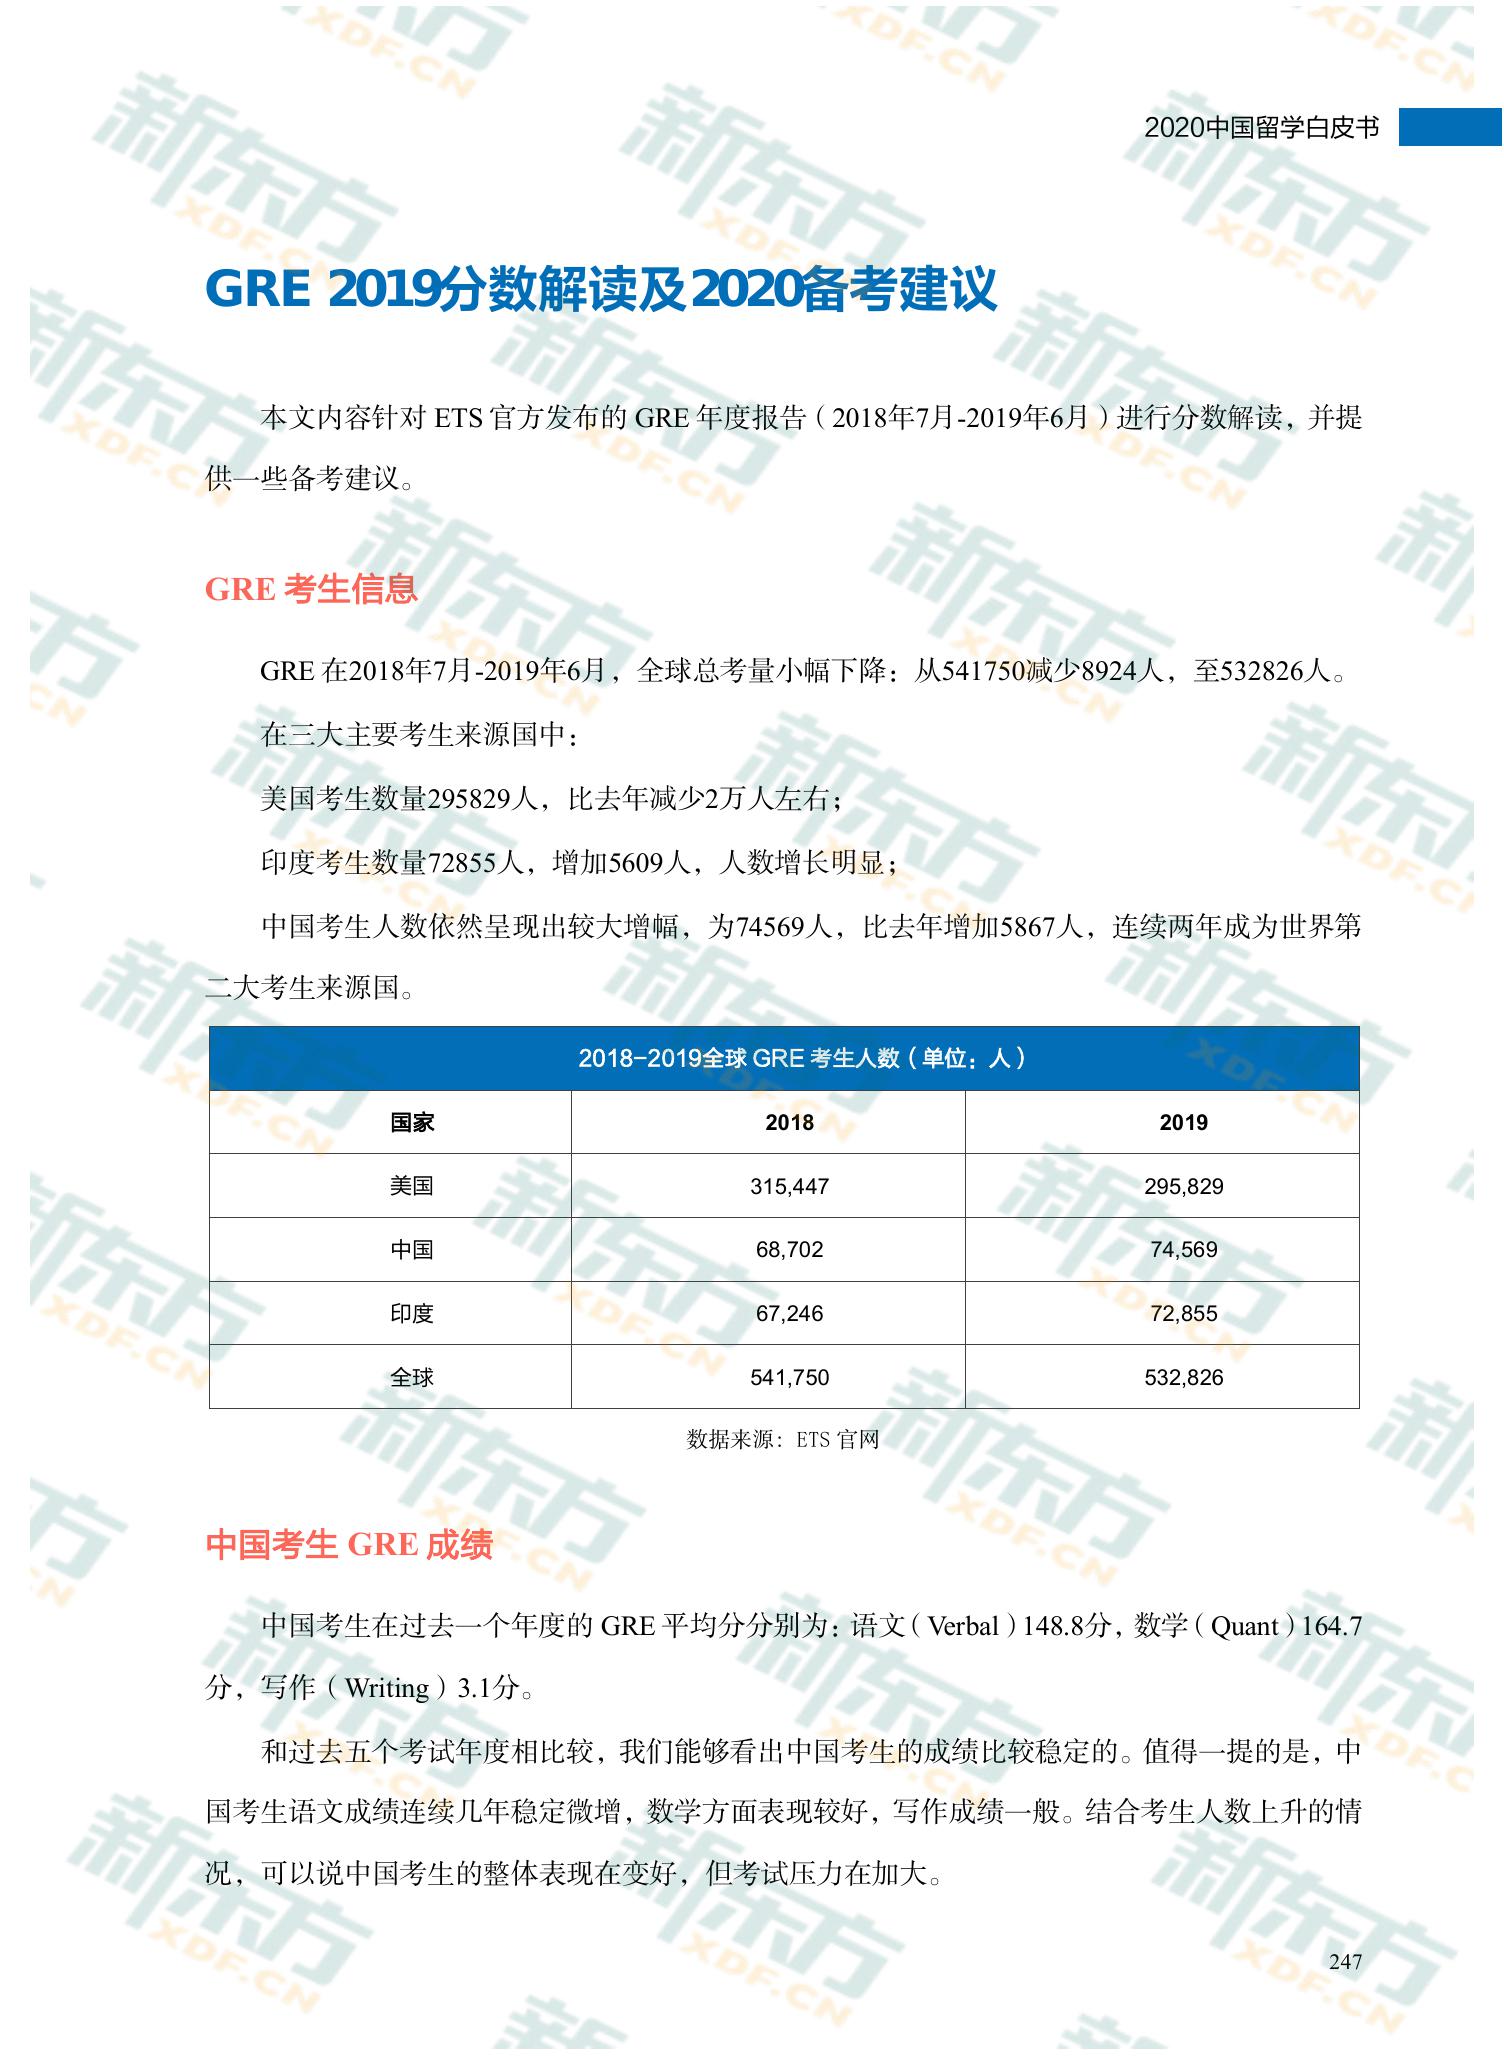 2020中国留学白皮书
GRE 2019分数解读及2020备考建议
本文内容针对 ETS 官方发布的 GRE 年度报告（2018年7月-2019年6月）进行分数解读，并提
供一些备考建议。
GRE 考生信息
GRE 在2018年7月-2019年6月，全球总考量小幅下降：从541750减少8924人，至532826人。
在三大主要考生来源国中：
美国考生数量295829人，比去年减少2万人左右；
印度考生数量72855人，增加5609人，人数增长明显；
中国考生人数依然呈现出较大增幅，为74569人，比去年增加5867人，连续两年成为世界第
二大考生来源国。
2018-2019全球 GRE 考生人数（单位：人）
国家 2018 2019
美国 315,447 295,829
中国 68,702 74,569
印度 67,246 72,855
全球 541,750 532,826
数据来源：ETS 官网
中国考生 GRE 成绩
中国考生在过去一个年度的 GRE 平均分分别为：语文（Verbal）148.8分，数学（Quant）164.7
分，写作（Writing）3.1分。
和过去五个考试年度相比较，我们能够看出中国考生的成绩比较稳定的。值得一提的是，中
国考生语文成绩连续几年稳定微增，数学方面表现较好，写作成绩一般。结合考生人数上升的情
况，可以说中国考生的整体表现在变好，但考试压力在加大。
247
新东方
XDF.CN